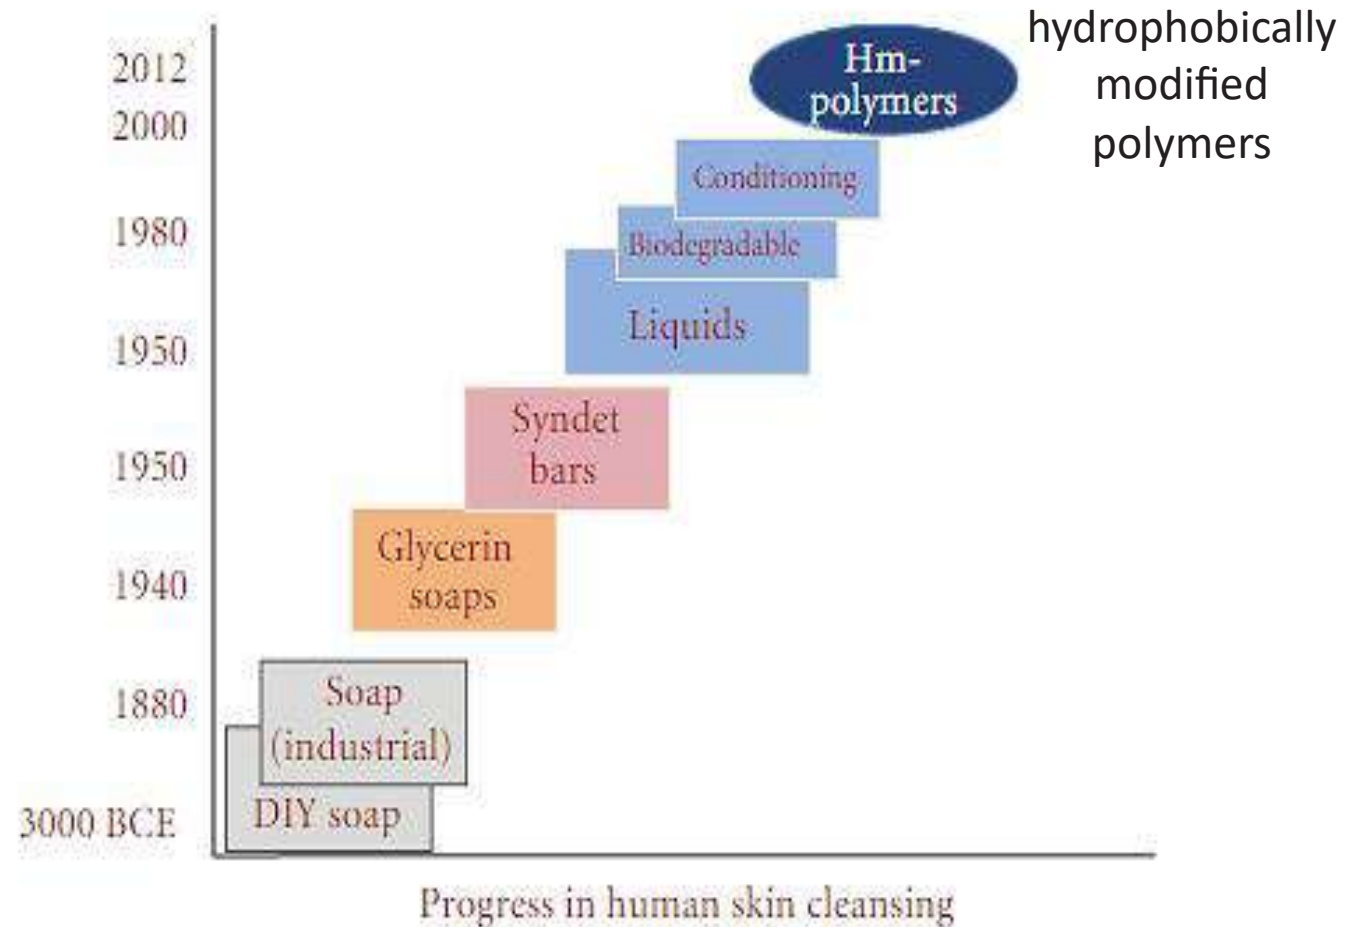 2012
2000
1980
1950
1950
1940
1880
3000 BCE
Hm-
polymers
hydrophobically
modified
polymers
Conditioning
Biodegradable
Liquids
Syndet
bars
Glycerin
soaps
Soap
(industrial)
DIY soap
Progress in human skin cleansing